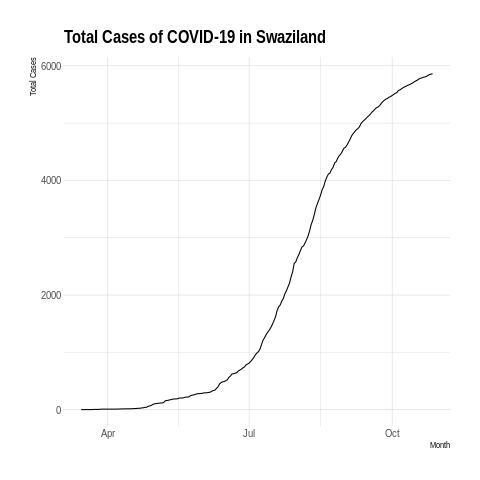 Total Cases of COVID-19 in Swaziland
Total Cases
6000
4000
2000
0
Apr
Jul
Oct
Month